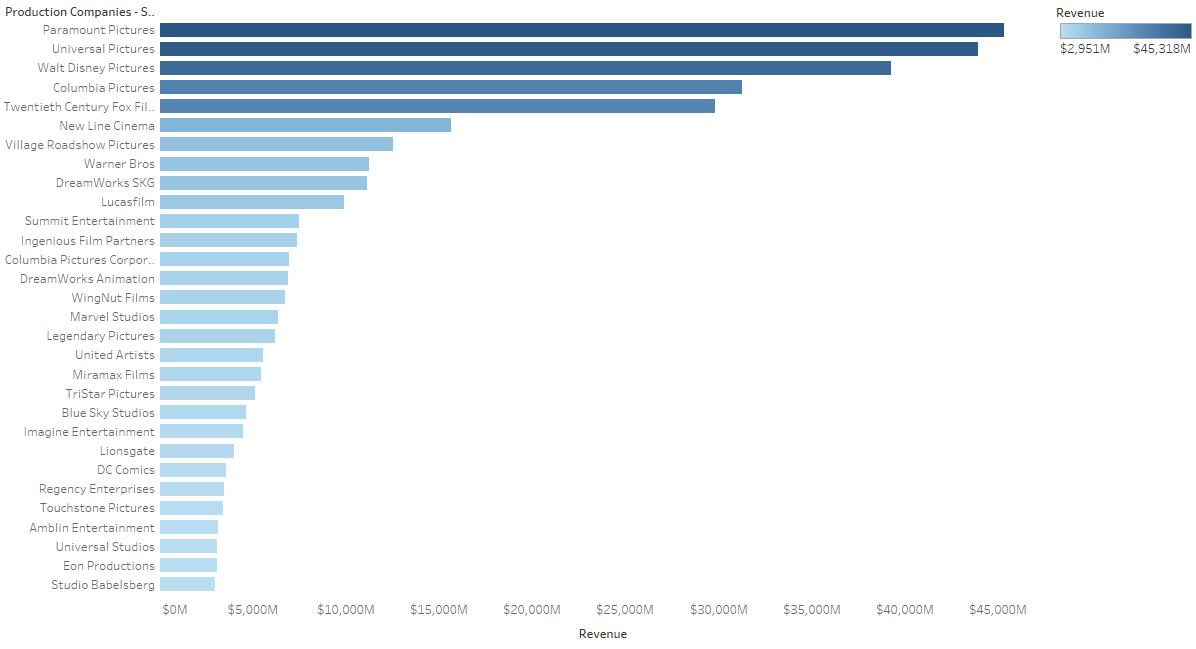 Production Companies - S..
Paramount Pictures
Universal Pictures
Walt Disney Pictures
Columbia Pictures
Twentieth Century Fox Fil..
New Line Cinema
Village Roadshow Pictures
Warner Bros
DreamWorks SKG
Lucasfilm
Summit Entertainment
Ingenious Film Partners
Columbia Pictures Corpor..
DreamWorks Animation
WingNut Films
Marvel Studios
Legendary Pictures
United Artists
Miramax Films
TriStar Pictures
Blue Sky Studios
Imagine Entertainment
Lionsgate
DC Comics
Regency Enterprises
Touchstone Pictures
Amblin Entertainment
Universal Studios
Eon Productions
Studio Babelsberg
$0M $5,000M $10,000M $15,000M $20,000M $25,000M $30,000M $35,000M $40,000M $45,000M
Revenue
Revenue
$2,951M $45,318M